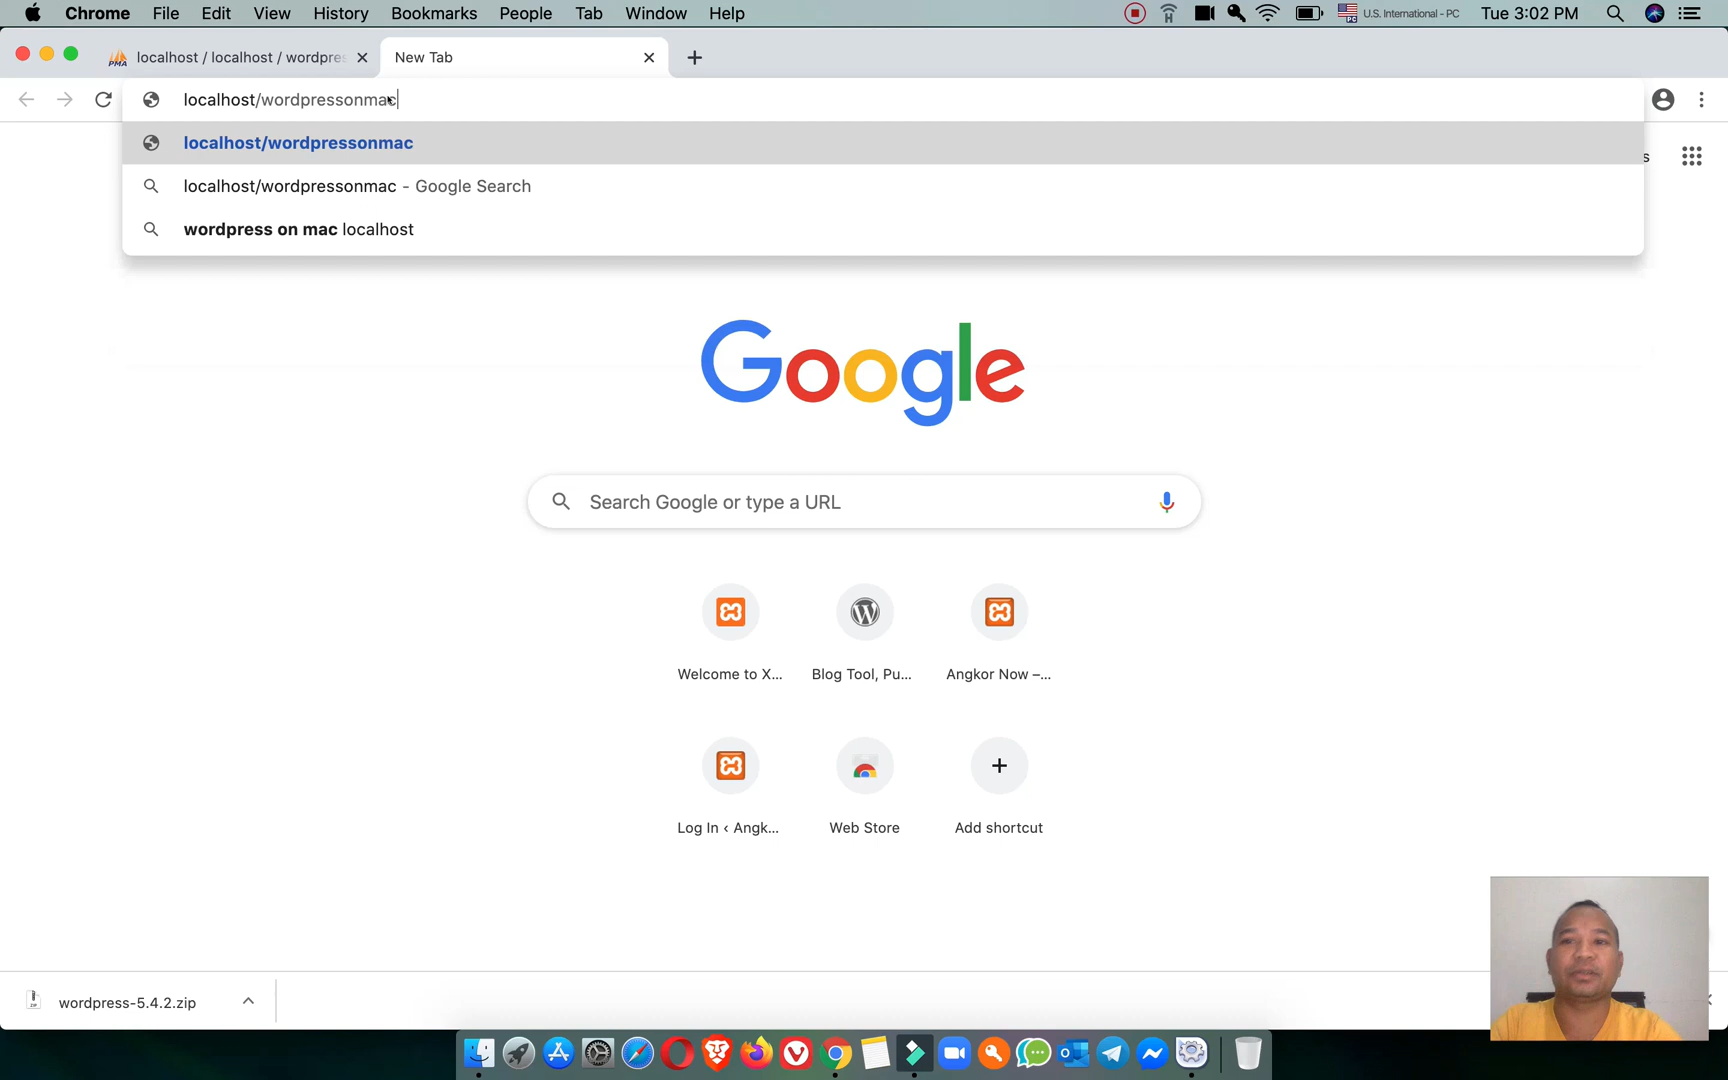 Chrome File Edit View History Bookmarks People Tab Window Help U.S. International - PC Tue 3:02 PM
PMA localhost / localhost / wordpre New Tab
localhost/wordpressonmac
localhost/wordpressonmac
s
localhost/wordpressonmac - Google Search
wordpress on mac localhost
Google
Search Google or type a URL
Welcome to X... Blog Tool, Pu... Angkor Now –...
Log In ‹ Angk... Web Store Add shortcut
ZIP wordpress-5.4.2.zip